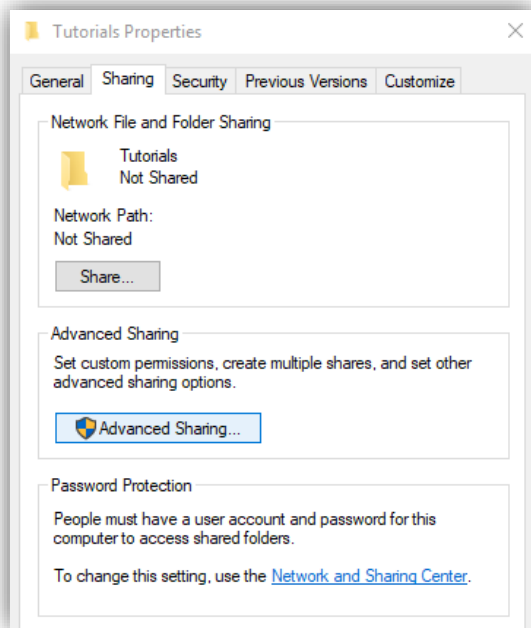 Tutorials Properties
General Sharing Security Previous Versions Customize
Network File and Folder Sharing
Tutorials
Not Shared
Network Path:
Not Shared
Share...
Advanced Sharing
Set custom permissions, create multiple shares, and set other
advanced sharing options.
Advanced Sharing...
Password Protection
People must have a user account and password for this
computer to access shared folders.
To change this setting, use the Network and Sharing Center.